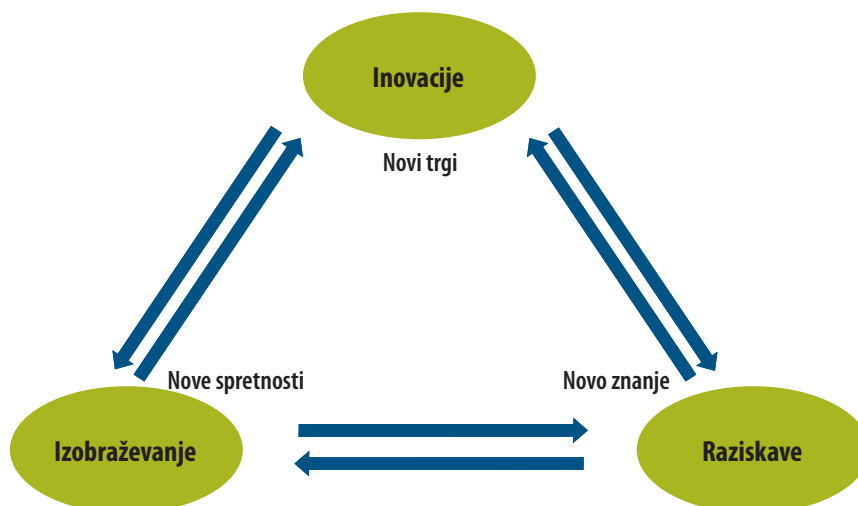 Inovacije
Novi trgi
Nove spretnosti
Novo znanje
Izobraževanje
Raziskave